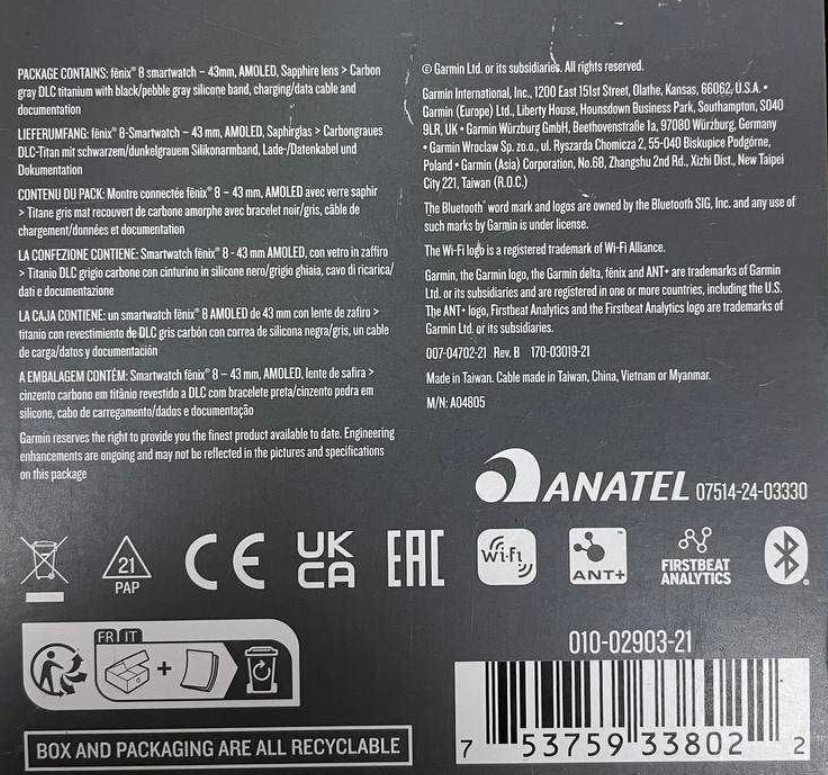 PACKAGE CONTAINS: fēnix® 8 smartwatch – 43mm, AMOLED, Sapphire lens > Carbon
gray DLC titanium with black/pebble gray silicone band, charging/data cable and
documentation
LIEFERUMFANG: fēnix® 8-Smartwatch – 43 mm, AMOLED, Saphirglas > Carbongraues
DLC-Titan mit schwarzem/dunkelgrauem Silikonarmband, Lade-/Datenkabel und
Dokumentation
CONTENU DU PACK: Montre connectée fēnix® 8 – 43 mm, AMOLED avec verre saphir
> Titane gris mat recouvert de carbone amorphe avec bracelet noir/gris, câble de
chargement/données et documentation
LA CONFEZIONE CONTIENE: Smartwatch fēnix® 8 - 43 mm AMOLED, con vetro in zaffiro
> Titanio DLC grigio carbone con cinturino in silicone nero/grigio ghiaia, cavo di ricarica/
dati e documentazione
LA CAJA CONTIENE: un smartwatch fēnix® 8 AMOLED de 43 mm con lente de zafiro >
titanio con revestimiento de DLC gris carbón con correa de silicona negra/gris, un cable
de carga/datos y documentación
A EMBALAGEM CONTÉM: Smartwatch fēnix® 8 – 43 mm, AMOLED, lente de safira >
cinzento carbono em titânio revestido a DLC com bracelete preta/cinzento pedra em
silicone, cabo de carregamento/dados e documentação
Garmin reserves the right to provide you the finest product available to date. Engineering
enhancements are ongoing and may not be reflected in the pictures and specifications
on this package
© Garmin Ltd. or its subsidiaries. All rights reserved.
Garmin International, Inc., 1200 East 151st Street, Olathe, Kansas, 66062, U.S.A. •
Garmin (Europe) Ltd., Liberty House, Hounsdown Business Park, Southampton, SO40
9LR, UK • Garmin Würzburg GmbH, Beethovenstraße 1a, 97080 Würzburg, Germany
• Garmin Wroclaw Sp. zo.o., ul. Ryszarda Chomicza 2, 55-040 Biskupice Podgórne,
Poland • Garmin (Asia) Corporation, No.68, Zhangshu 2nd Rd., Xizhi Dist., New Taipei
City 221, Taiwan (R.O.C.)
The Bluetooth® word mark and logos are owned by the Bluetooth SIG, Inc. and any use of
such marks by Garmin is under license.
The Wi-Fi logo is a registered trademark of Wi-Fi Alliance.
Garmin, the Garmin logo, the Garmin delta, fēnix and ANT+ are trademarks of Garmin
Ltd. or its subsidiaries and are registered in one or more countries, including the U.S.
The ANT+ logo, Firstbeat Analytics and the Firstbeat Analytics logo are trademarks of
Garmin Ltd. or its subsidiaries.
007-04702-21 Rev. B 170-03019-21
Made in Taiwan. Cable made in Taiwan, China, Vietnam or Myanmar.
M/N: A04805
ANATEL 07514-24-03330
21
PAP
CE
UK
CA
EAC
Wi-Fi
ANT+™
FIRSTBEAT
ANALYTICS
FR IT
+
BOX AND PACKAGING ARE ALL RECYCLABLE
010-02903-21
7 53759 33802 2